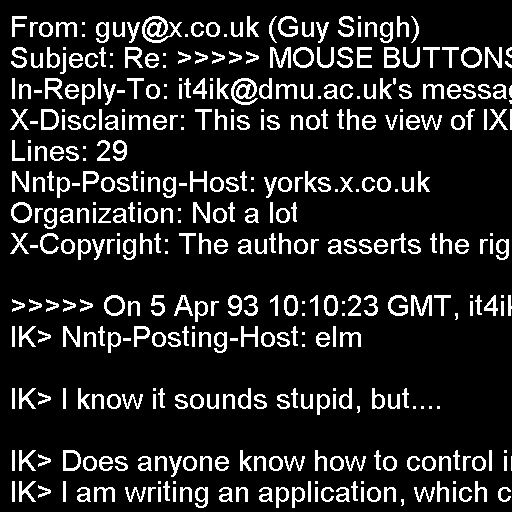 From: guy@x.co.uk (Guy Singh)
Subject: Re: >>>>> MOUSE BUTTONS
In-Reply-To: it4ik@dmu.ac.uk's messag
X-Disclaimer: This is not the view of IXI
Lines: 29
Nntp-Posting-Host: yorks.x.co.uk
Organization: Not a lot
X-Copyright: The author asserts the rig
>>>>> On 5 Apr 93 10:10:23 GMT, it4ik
IK> Nntp-Posting-Host: elm
IK> I know it sounds stupid, but....
IK> Does anyone know how to control in
IK> I am writing an application, which c